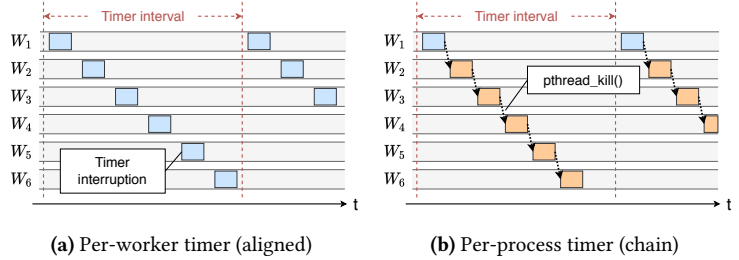 Timer interval
W1
W2
W3
W4
W5
W6
Timer
interruption
t
(a) Per-worker timer (aligned)
Timer interval
W1
W2
W3
W4
W5
W6
pthread_kill()
t
(b) Per-process timer (chain)